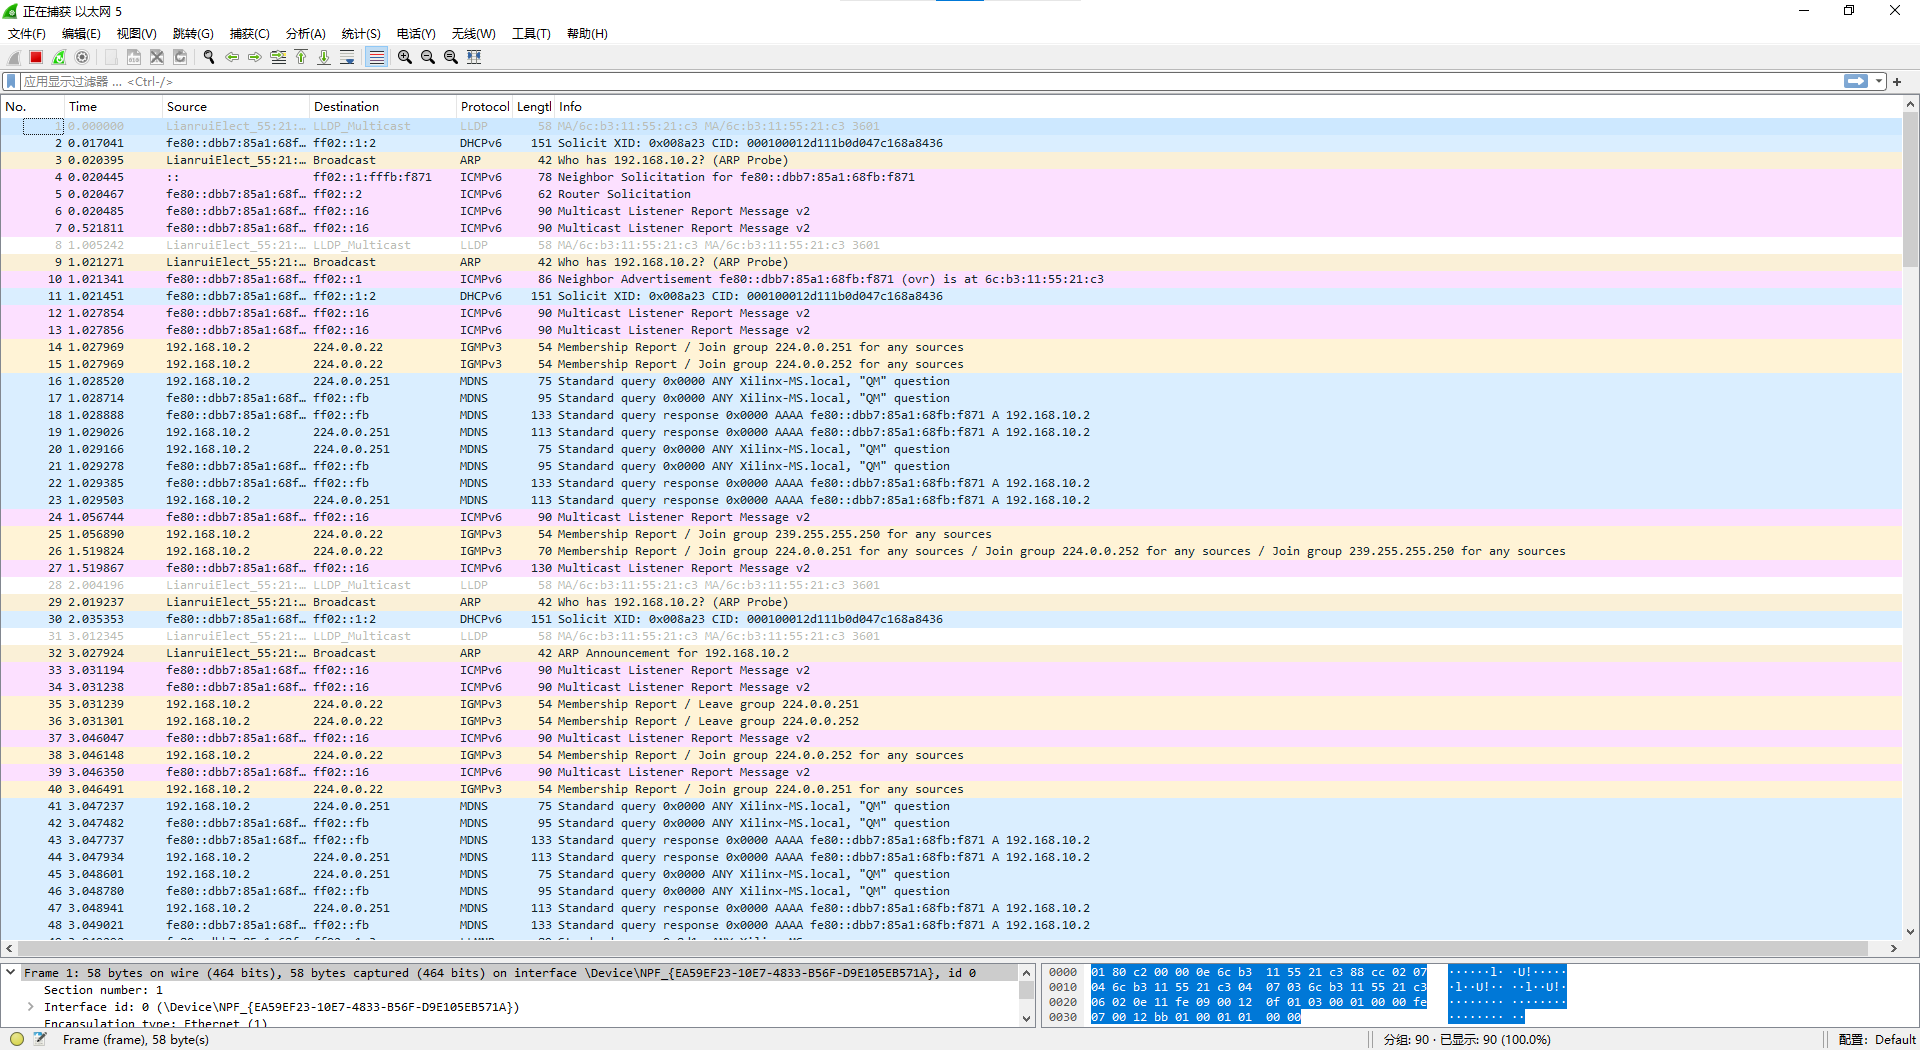 正在捕获 以太网 5
文件(F) 编辑(E) 视图(V) 跳转(G) 捕获(C) 分析(A) 统计(S) 电话(Y) 无线(W) 工具(T) 帮助(H)
应用显示过滤器 … <Ctrl-/>
No. Time Source Destination Protocol Lengtl Info
1 0.000000 LianruiElect_55:21:… LLDP_Multicast LLDP 58 MA/6c:b3:11:55:21:c3 MA/6c:b3:11:55:21:c3 3601
2 0.017041 fe80::dbb7:85a1:68f… ff02::1:2 DHCPv6 151 Solicit XID: 0x008a23 CID: 000100012d111b0d047c168a8436
3 0.020395 LianruiElect_55:21:… Broadcast ARP 42 Who has 192.168.10.2? (ARP Probe)
4 0.020445 :: ff02::1:fffb:f871 ICMPv6 78 Neighbor Solicitation for fe80::dbb7:85a1:68fb:f871
5 0.020467 fe80::dbb7:85a1:68f… ff02::2 ICMPv6 62 Router Solicitation
6 0.020485 fe80::dbb7:85a1:68f… ff02::16 ICMPv6 90 Multicast Listener Report Message v2
7 0.521811 fe80::dbb7:85a1:68f… ff02::16 ICMPv6 90 Multicast Listener Report Message v2
8 1.005242 LianruiElect_55:21:… LLDP_Multicast LLDP 58 MA/6c:b3:11:55:21:c3 MA/6c:b3:11:55:21:c3 3601
9 1.021271 LianruiElect_55:21:… Broadcast ARP 42 Who has 192.168.10.2? (ARP Probe)
10 1.021341 fe80::dbb7:85a1:68f… ff02::1 ICMPv6 86 Neighbor Advertisement fe80::dbb7:85a1:68fb:f871 (ovr) is at 6c:b3:11:55:21:c3
11 1.021451 fe80::dbb7:85a1:68f… ff02::1:2 DHCPv6 151 Solicit XID: 0x008a23 CID: 000100012d111b0d047c168a8436
12 1.027854 fe80::dbb7:85a1:68f… ff02::16 ICMPv6 90 Multicast Listener Report Message v2
13 1.027856 fe80::dbb7:85a1:68f… ff02::16 ICMPv6 90 Multicast Listener Report Message v2
14 1.027969 192.168.10.2 224.0.0.22 IGMPv3 54 Membership Report / Join group 224.0.0.251 for any sources
15 1.027969 192.168.10.2 224.0.0.22 IGMPv3 54 Membership Report / Join group 224.0.0.252 for any sources
16 1.028520 192.168.10.2 224.0.0.251 MDNS 75 Standard query 0x0000 ANY Xilinx-MS.local, "QM" question
17 1.028714 fe80::dbb7:85a1:68f… ff02::fb MDNS 95 Standard query 0x0000 ANY Xilinx-MS.local, "QM" question
18 1.028888 fe80::dbb7:85a1:68f… ff02::fb MDNS 133 Standard query response 0x0000 AAAA fe80::dbb7:85a1:68fb:f871 A 192.168.10.2
19 1.029026 192.168.10.2 224.0.0.251 MDNS 113 Standard query response 0x0000 AAAA fe80::dbb7:85a1:68fb:f871 A 192.168.10.2
20 1.029166 192.168.10.2 224.0.0.251 MDNS 75 Standard query 0x0000 ANY Xilinx-MS.local, "QM" question
21 1.029278 fe80::dbb7:85a1:68f… ff02::fb MDNS 95 Standard query 0x0000 ANY Xilinx-MS.local, "QM" question
22 1.029385 fe80::dbb7:85a1:68f… ff02::fb MDNS 133 Standard query response 0x0000 AAAA fe80::dbb7:85a1:68fb:f871 A 192.168.10.2
23 1.029503 192.168.10.2 224.0.0.251 MDNS 113 Standard query response 0x0000 AAAA fe80::dbb7:85a1:68fb:f871 A 192.168.10.2
24 1.056744 fe80::dbb7:85a1:68f… ff02::16 ICMPv6 90 Multicast Listener Report Message v2
25 1.056890 192.168.10.2 224.0.0.22 IGMPv3 54 Membership Report / Join group 239.255.255.250 for any sources
26 1.519824 192.168.10.2 224.0.0.22 IGMPv3 70 Membership Report / Join group 224.0.0.251 for any sources / Join group 224.0.0.252 for any sources / Join group 239.255.255.250 for any sources
27 1.519867 fe80::dbb7:85a1:68f… ff02::16 ICMPv6 130 Multicast Listener Report Message v2
28 2.004196 LianruiElect_55:21:… LLDP_Multicast LLDP 58 MA/6c:b3:11:55:21:c3 MA/6c:b3:11:55:21:c3 3601
29 2.019237 LianruiElect_55:21:… Broadcast ARP 42 Who has 192.168.10.2? (ARP Probe)
30 2.035353 fe80::dbb7:85a1:68f… ff02::1:2 DHCPv6 151 Solicit XID: 0x008a23 CID: 000100012d111b0d047c168a8436
31 3.012345 LianruiElect_55:21:… LLDP_Multicast LLDP 58 MA/6c:b3:11:55:21:c3 MA/6c:b3:11:55:21:c3 3601
32 3.027924 LianruiElect_55:21:… Broadcast ARP 42 ARP Announcement for 192.168.10.2
33 3.031194 fe80::dbb7:85a1:68f… ff02::16 ICMPv6 90 Multicast Listener Report Message v2
34 3.031238 fe80::dbb7:85a1:68f… ff02::16 ICMPv6 90 Multicast Listener Report Message v2
35 3.031239 192.168.10.2 224.0.0.22 IGMPv3 54 Membership Report / Leave group 224.0.0.251
36 3.031301 192.168.10.2 224.0.0.22 IGMPv3 54 Membership Report / Leave group 224.0.0.252
37 3.046047 fe80::dbb7:85a1:68f… ff02::16 ICMPv6 90 Multicast Listener Report Message v2
38 3.046148 192.168.10.2 224.0.0.22 IGMPv3 54 Membership Report / Join group 224.0.0.252 for any sources
39 3.046350 fe80::dbb7:85a1:68f… ff02::16 ICMPv6 90 Multicast Listener Report Message v2
40 3.046491 192.168.10.2 224.0.0.22 IGMPv3 54 Membership Report / Join group 224.0.0.251 for any sources
41 3.047237 192.168.10.2 224.0.0.251 MDNS 75 Standard query 0x0000 ANY Xilinx-MS.local, "QM" question
42 3.047482 fe80::dbb7:85a1:68f… ff02::fb MDNS 95 Standard query 0x0000 ANY Xilinx-MS.local, "QM" question
43 3.047737 fe80::dbb7:85a1:68f… ff02::fb MDNS 133 Standard query response 0x0000 AAAA fe80::dbb7:85a1:68fb:f871 A 192.168.10.2
44 3.047934 192.168.10.2 224.0.0.251 MDNS 113 Standard query response 0x0000 AAAA fe80::dbb7:85a1:68fb:f871 A 192.168.10.2
45 3.048601 192.168.10.2 224.0.0.251 MDNS 75 Standard query 0x0000 ANY Xilinx-MS.local, "QM" question
46 3.048780 fe80::dbb7:85a1:68f… ff02::fb MDNS 95 Standard query 0x0000 ANY Xilinx-MS.local, "QM" question
47 3.048941 192.168.10.2 224.0.0.251 MDNS 113 Standard query response 0x0000 AAAA fe80::dbb7:85a1:68fb:f871 A 192.168.10.2
48 3.049021 fe80::dbb7:85a1:68f… ff02::fb MDNS 133 Standard query response 0x0000 AAAA fe80::dbb7:85a1:68fb:f871 A 192.168.10.2
Frame 1: 58 bytes on wire (464 bits), 58 bytes captured (464 bits) on interface \Device\NPF_{EA59EF23-10E7-4833-B56F-D9E105EB571A}, id 0
Section number: 1
Interface id: 0 (\Device\NPF_{EA59EF23-10E7-4833-B56F-D9E105EB571A})
Encapsulation type: Ethernet (1)
0000 01 80 c2 00 00 0e 6c b3 11 55 21 c3 88 cc 02 07 ······l· ·U!·····
0010 04 6c b3 11 55 21 c3 04 07 03 6c b3 11 55 21 c3 ·l··U!·· ··l··U!·
0020 06 02 0e 11 fe 09 00 12 0f 01 03 00 01 00 00 fe ········ ········
0030 07 00 12 bb 01 00 01 01 00 00 ········ ··
Frame (frame), 58 byte(s)
分组: 90 · 已显示: 90 (100.0%)
配置: Default